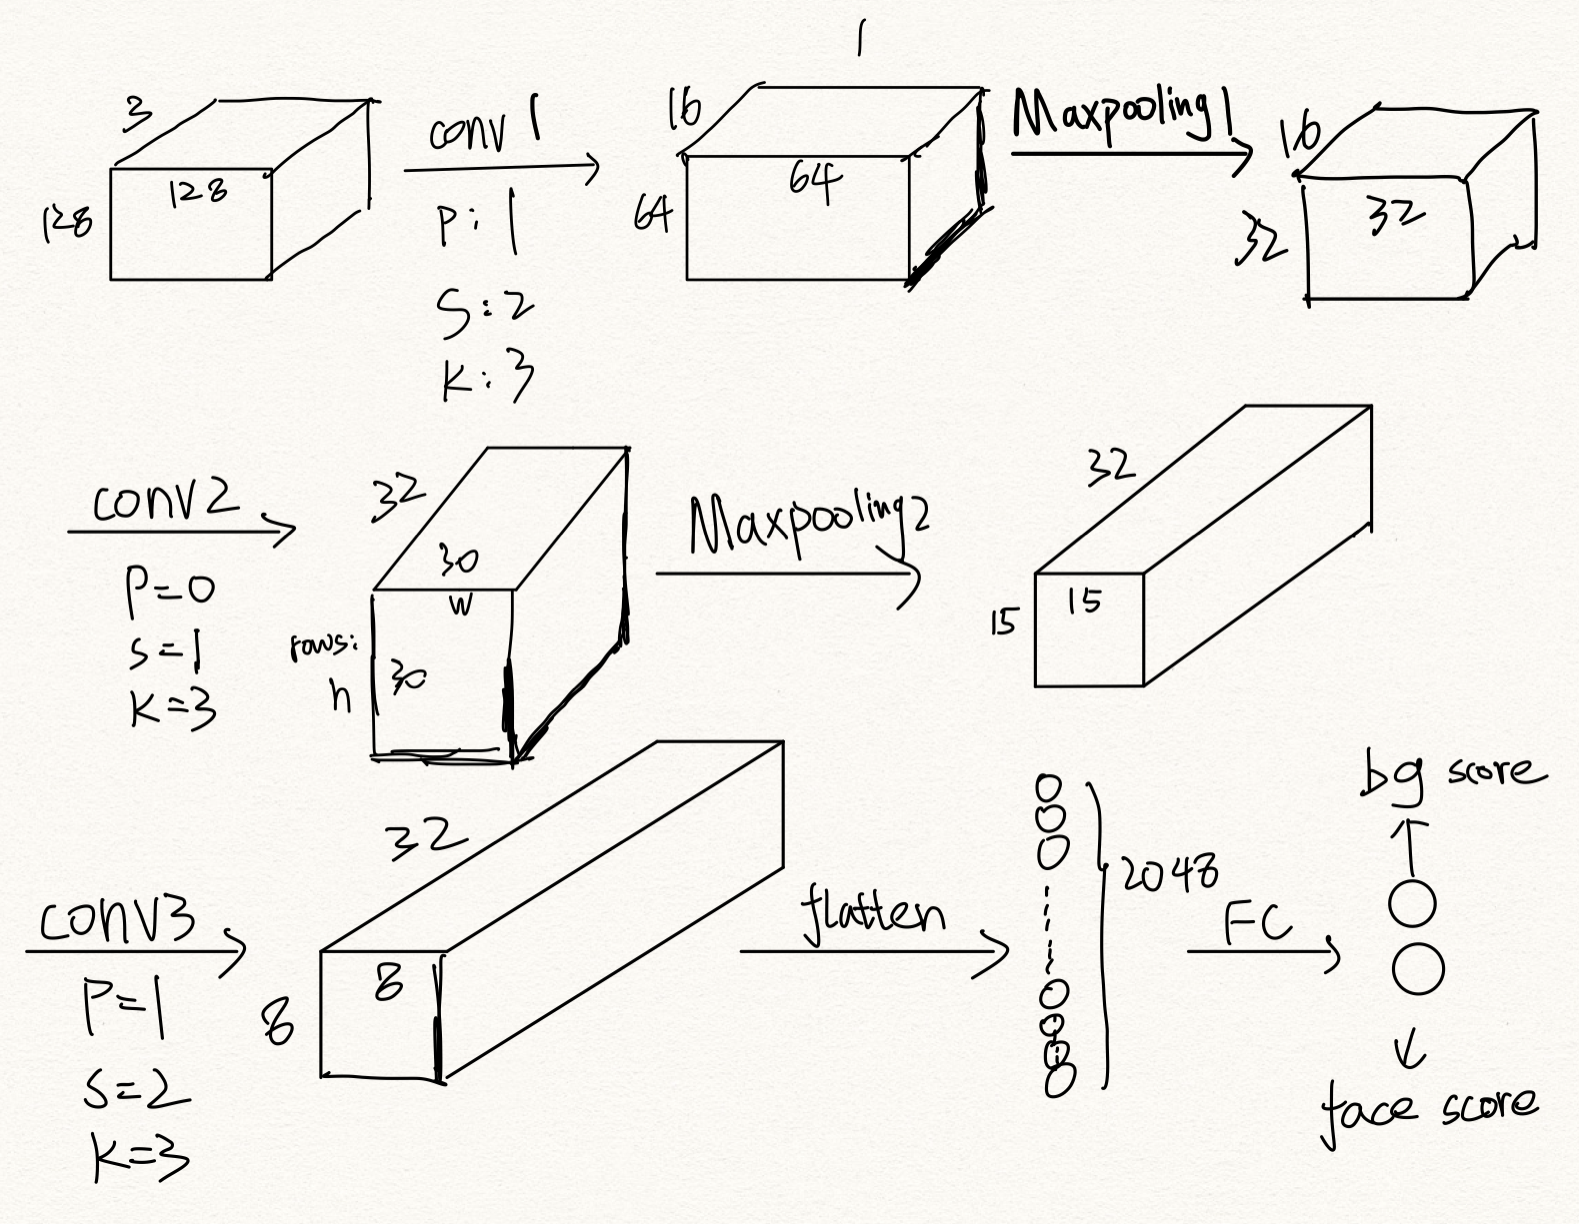 3
128
128
conv 1
P: 1
S: 2
K: 3
1
16
64
64
Maxpooling1
16
32
32
conv2
P=0
S=1
K=3
32
30
w
rows:
h
30
Maxpooling2
32
15
15
conv3
P=1
S=2
K=3
32
8
8
flatten
2048
FC
bg score
face score